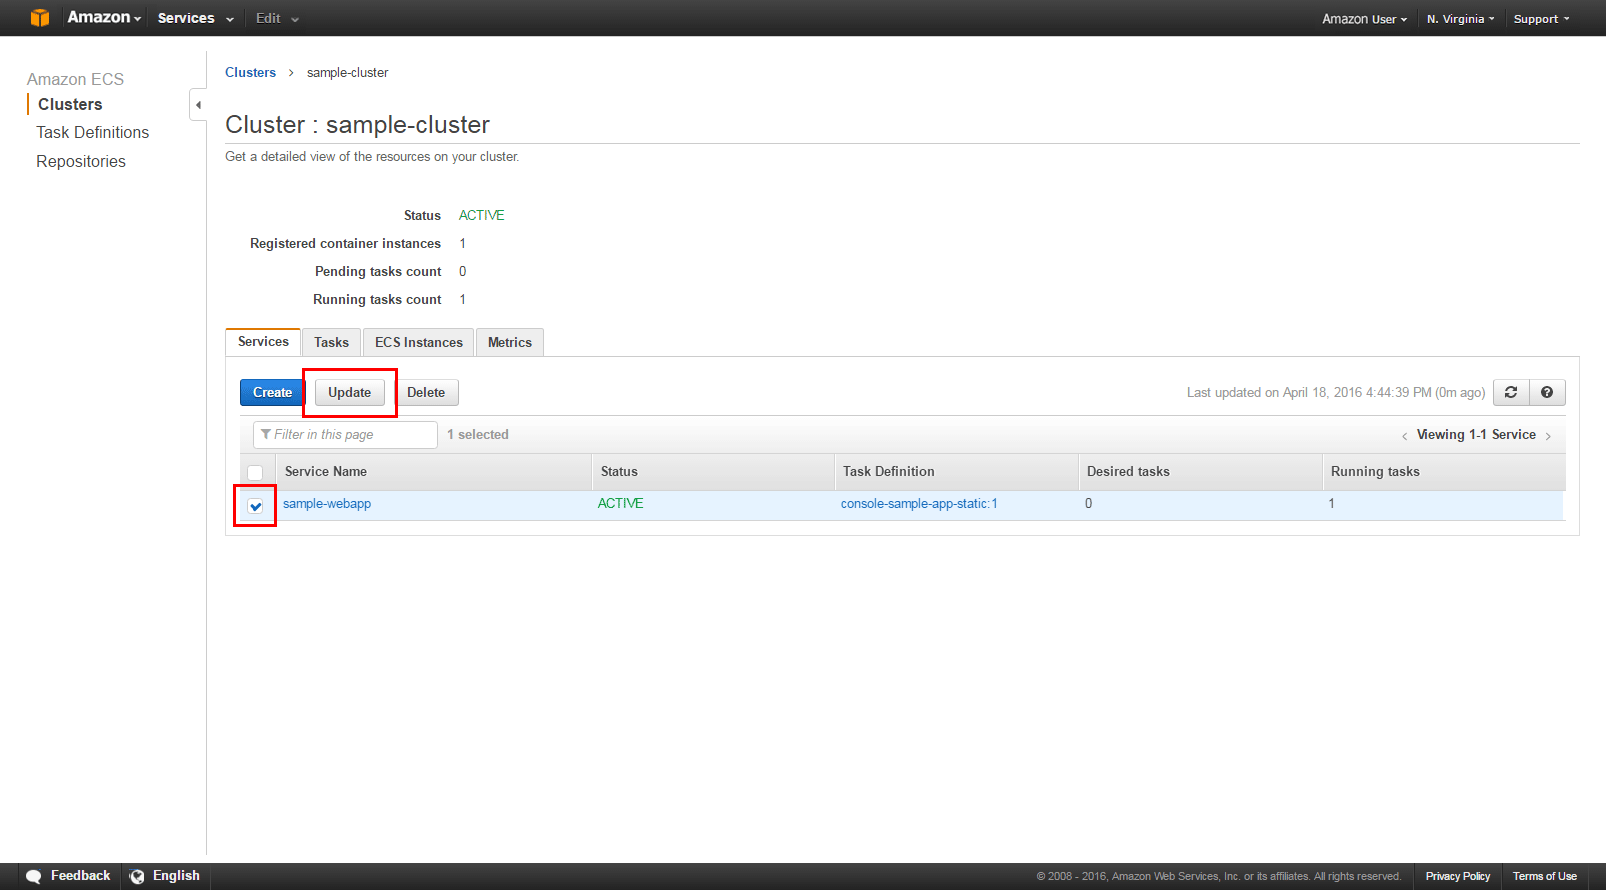 Amazon Services Edit Amazon User N. Virginia Support
Amazon ECS
Clusters
Task Definitions
Repositories
Clusters > sample-cluster
Cluster : sample-cluster
Get a detailed view of the resources on your cluster.
Status ACTIVE
Registered container instances 1
Pending tasks count 0
Running tasks count 1
Services Tasks ECS Instances Metrics
Create Update Delete Last updated on April 18, 2016 4:44:39 PM (0m ago)
Filter in this page 1 selected < Viewing 1-1 Service >
Service Name Status Task Definition Desired tasks Running tasks
sample-webapp ACTIVE console-sample-app-static:1 0 1
Feedback English © 2008 - 2016, Amazon Web Services, Inc. or its affiliates. All rights reserved. Privacy Policy Terms of Use